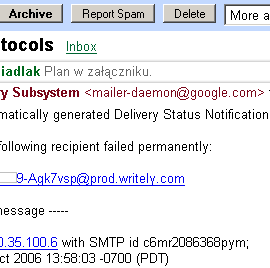 Archive Report Spam Delete More a
tocols Inbox
iadlak Plan w załączniku.
ry Subsystem <mailer-daemon@google.com>
matically generated Delivery Status Notification
following recipient failed permanently:
9-Agk7vsp@prod.writely.com
message -----
0.35.100.6 with SMTP id c6mr2086368pym;
ct 2006 13:58:03 -0700 (PDT)